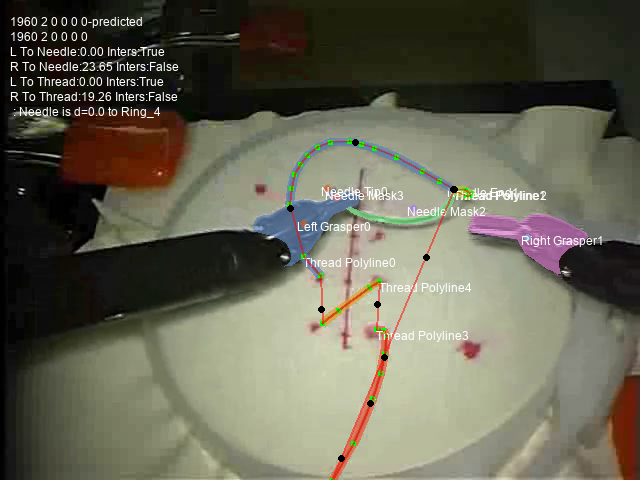 1960 2 0 0 0 0-predicted
1960 2 0 0 0 0
L To Needle:0.00 Inters:True
R To Needle:23.65 Inters:False
L To Thread:0.00 Inters:True
R To Thread:19.26 Inters:False
: Needle is d=0.0 to Ring_4
Needle Tip0
Needle Mask3
Thread Polyline2
Needle Mask2
Left Grasper0
Right Grasper1
Thread Polyline0
Thread Polyline4
Thread Polyline3